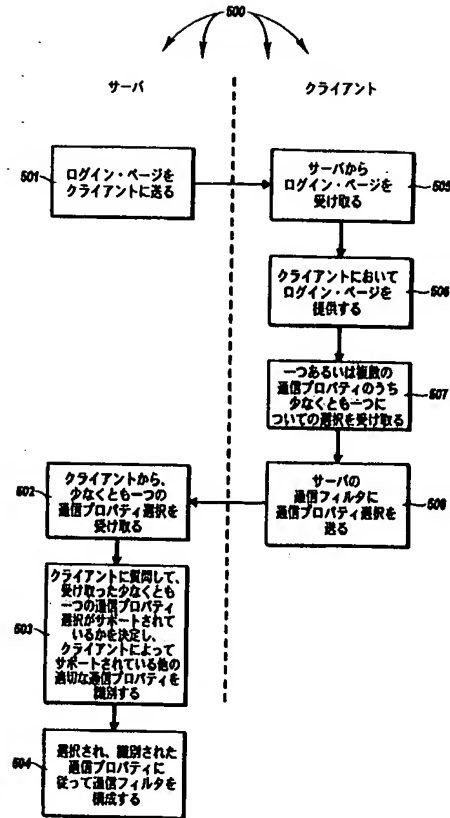 500
サーバ
クライアント
501
ログイン・ページを
クライアントに送る
サーバから
ログイン・ページを
受け取る
505
クライアントにおいて
ログイン・ページを
提供する
506
一つあるいは複数の
通信プロパティのうち
少なくとも一つに
ついての選択を受け取る
507
サーバの
通信フィルタに
通信プロパティ選択を
送る
508
502
クライアントから、
少なくとも一つの
通信プロパティ選択を
受け取る
503
クライアントに質問して、
受け取った少なくとも
一つの通信プロパティ
選択がサポートされて
いるかを決定し、
クライアントによって
サポートされている他の
適切な通信プロパティを
識別する
504
選択され、識別された
通信プロパティに
従って通信フィルタを
構成する